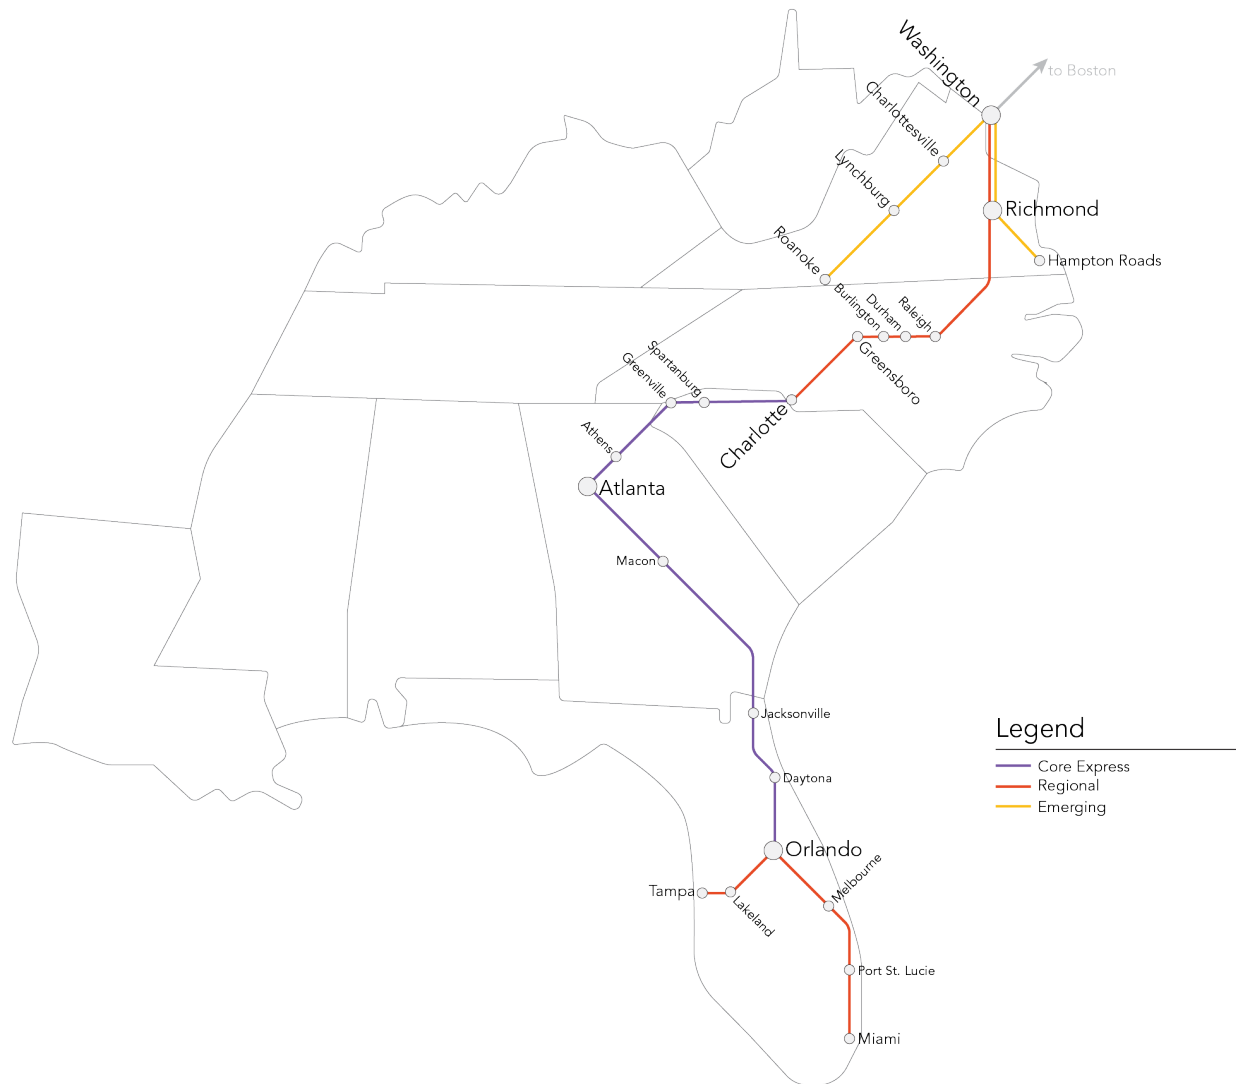 Washington
to Boston
Charlottesville
Lynchburg
Richmond
Roanoke
Hampton Roads
Burlington
Durham
Raleigh
Greensboro
Spartanburg
Greenville
Charlotte
Athens
Atlanta
Macon
Jacksonville
Daytona
Orlando
Melbourne
Tampa
Lakeland
Port St. Lucie
Miami
Legend
Core Express
Regional
Emerging